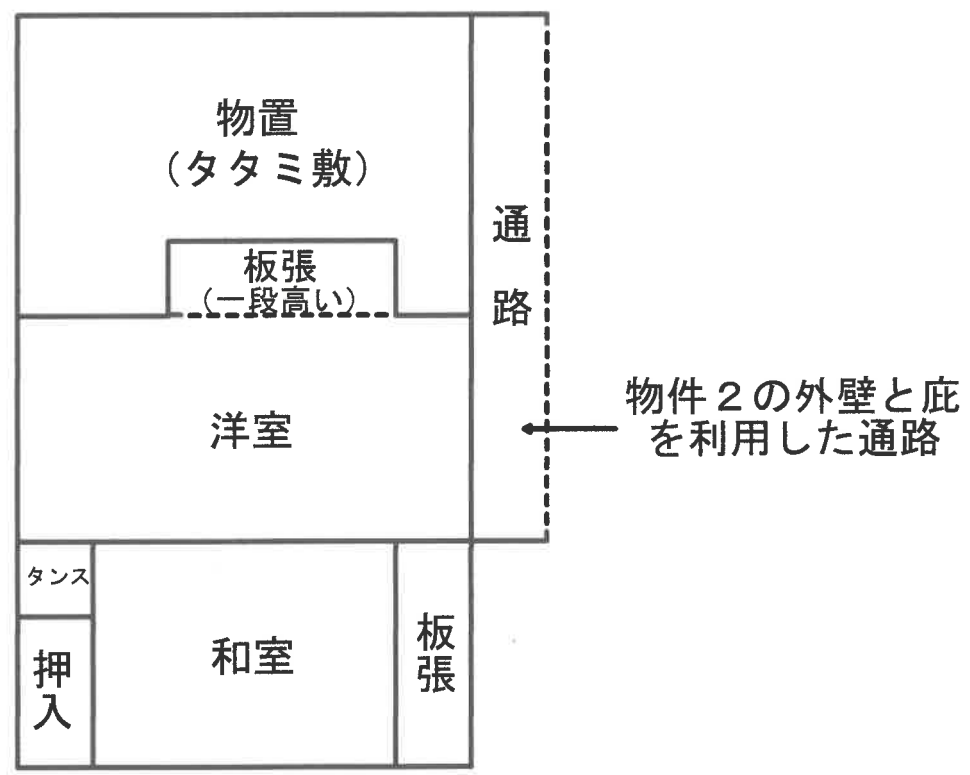 物置
(タタミ敷)
板張
(一段高い)
通路
洋室
物件2の外壁と庇
を利用した通路
タンス
押入
和室
板張